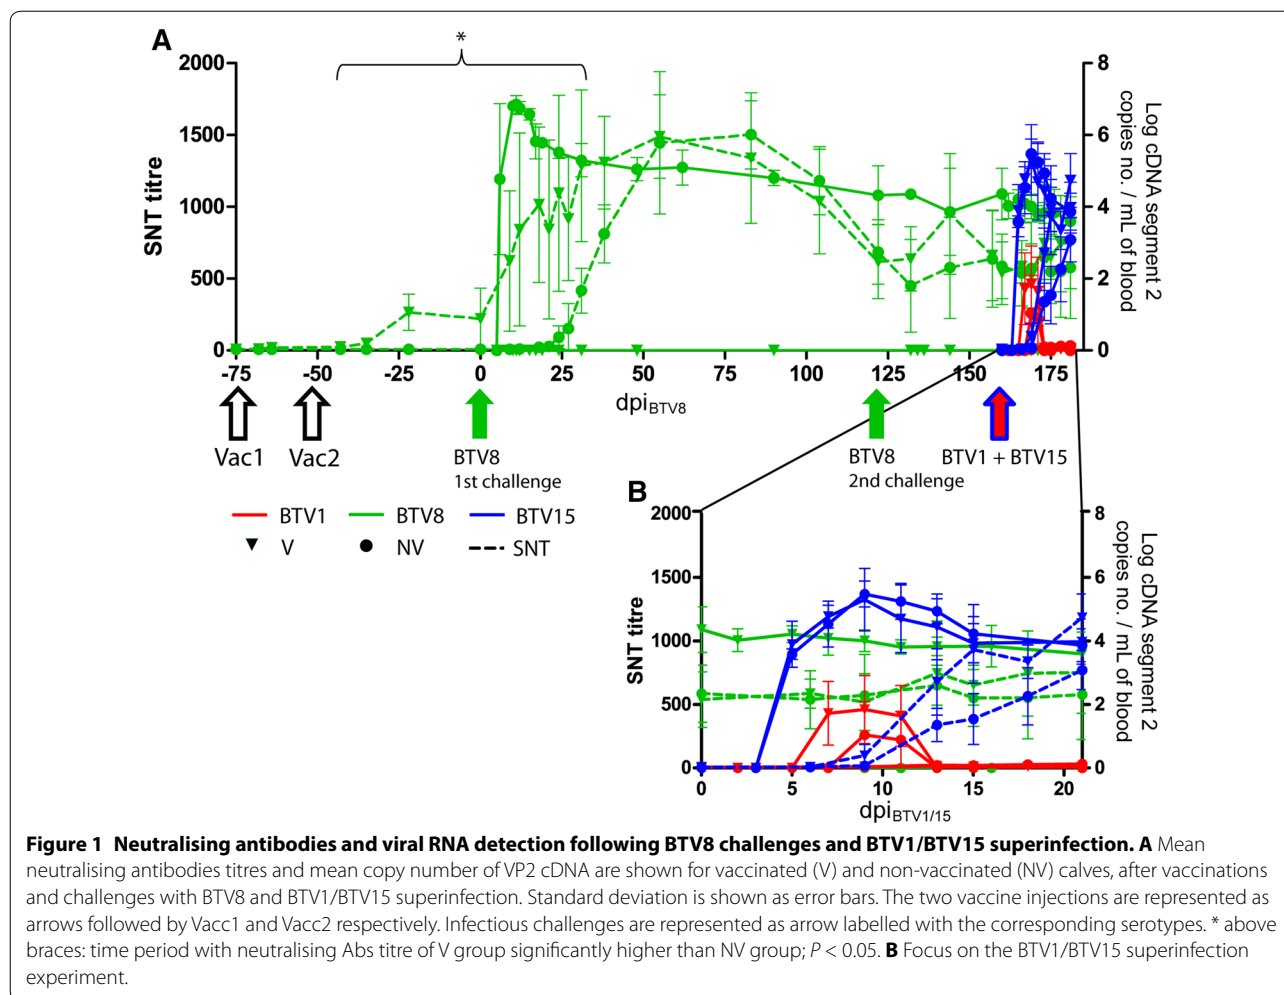 A
*
2000
1500
1000
500
0
SNT titre
8
6
4
2
0
Log cDNA segment 2
copies no. / mL of blood
-75 -50 -25 0 25 50 75 100 125 150 175
dpiBTV8
Vac1 Vac2
BTV8
1st challenge
BTV8
2nd challenge
BTV1 + BTV15
BTV1 BTV8 BTV15
V NV SNT
B
2000
1500
1000
500
0
SNT titre
8
6
4
2
0
Log cDNA segment 2
copies no. / mL of blood
0 5 10 15 20
dpiBTV1/15
Figure 1 Neutralising antibodies and viral RNA detection following BTV8 challenges and BTV1/BTV15 superinfection. A Mean
neutralising antibodies titres and mean copy number of VP2 cDNA are shown for vaccinated (V) and non-vaccinated (NV) calves, after vaccinations
and challenges with BTV8 and BTV1/BTV15 superinfection. Standard deviation is shown as error bars. The two vaccine injections are represented as
arrows followed by Vacc1 and Vacc2 respectively. Infectious challenges are represented as arrow labelled with the corresponding serotypes. * above
braces: time period with neutralising Abs titre of V group significantly higher than NV group; P < 0.05. B Focus on the BTV1/BTV15 superinfection
experiment.